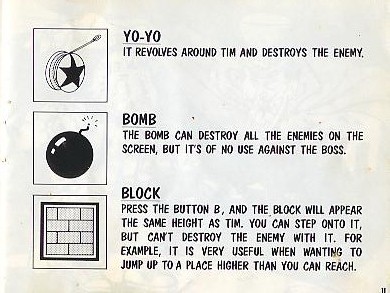 YO-YO
IT REVOLVES AROUND TIM AND DESTROYS THE ENEMY.
BOMB
THE BOMB CAN DESTROY ALL THE ENEMIES ON THE
SCREEN, BUT IT'S OF NO USE AGAINST THE BOSS.
BLOCK
PRESS THE BUTTON B, AND THE BLOCK WILL APPEAR
THE SAME HEIGHT AS TIM. YOU CAN STEP ONTO IT,
BUT CAN'T DESTROY THE ENEMY WITH IT. FOR
EXAMPLE, IT IS VERY USEFUL WHEN WANTING TO
JUMP UP TO A PLACE HIGHER THAN YOU CAN REACH.